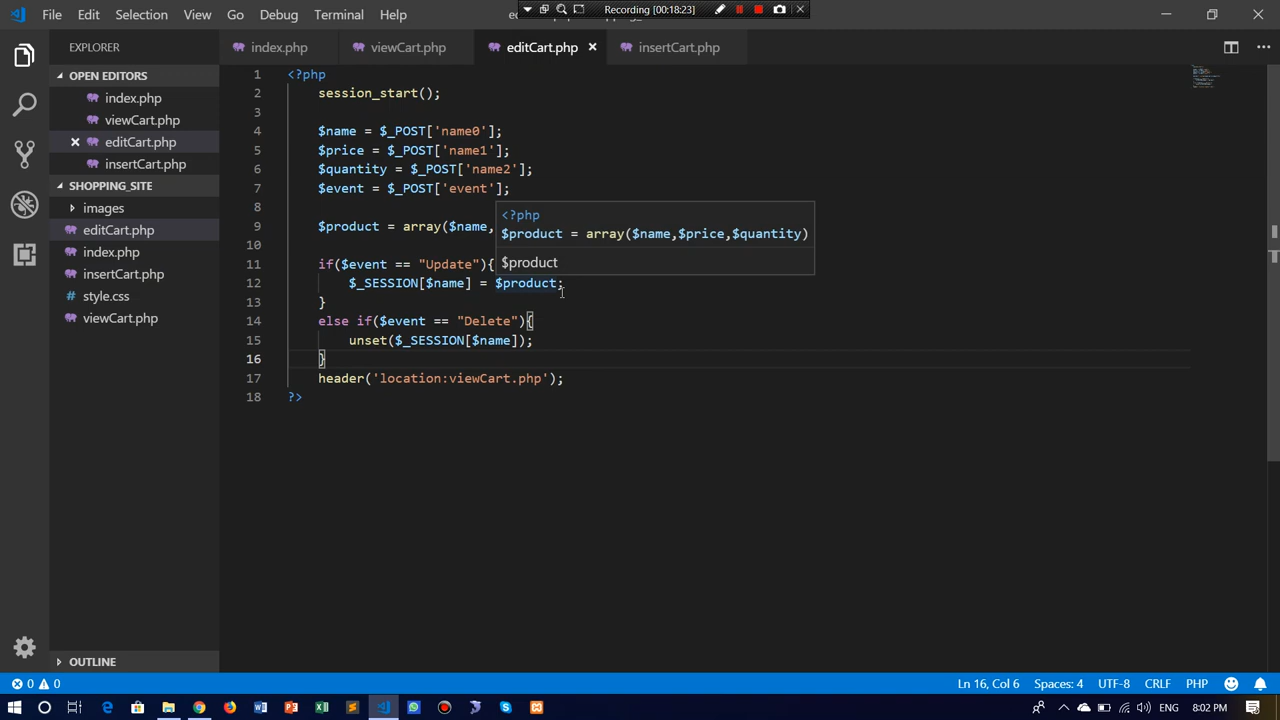 File Edit Selection View Go Debug Terminal Help
Recording [00:18:23]
EXPLORER
index.php
viewCart.php
editCart.php
insertCart.php
OPEN EDITORS
index.php
viewCart.php
editCart.php
insertCart.php
SHOPPING_SITE
images
editCart.php
index.php
insertCart.php
style.css
viewCart.php
OUTLINE
1 <?php
2 session_start();
3
4 $name = $_POST['name0'];
5 $price = $_POST['name1'];
6 $quantity = $_POST['name2'];
7 $event = $_POST['event'];
8
9 $product = array($name,
10
11 if($event == "Update"){
12 $_SESSION[$name] = $product;
13 }
14 else if($event == "Delete"){
15 unset($_SESSION[$name]);
16 }
17 header('location:viewCart.php');
18 ?>
<?php
$product = array($name,$price,$quantity)
$product
0 0
Ln 16, Col 6 Spaces: 4 UTF-8 CRLF PHP
ENG 8:02 PM